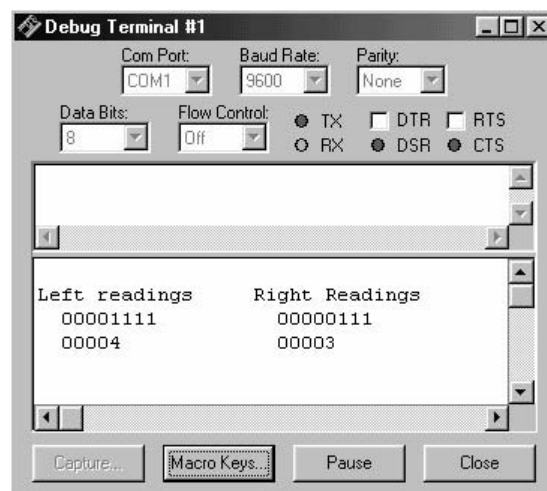 Debug Terminal #1
Com Port: Baud Rate: Parity:
COM1 9600 None
Data Bits: Flow Control: TX DTR RTS
8 Off RX DSR CTS
Left readings Right Readings
00001111 00000111
00004 00003
Capture... Macro Keys... Pause Close